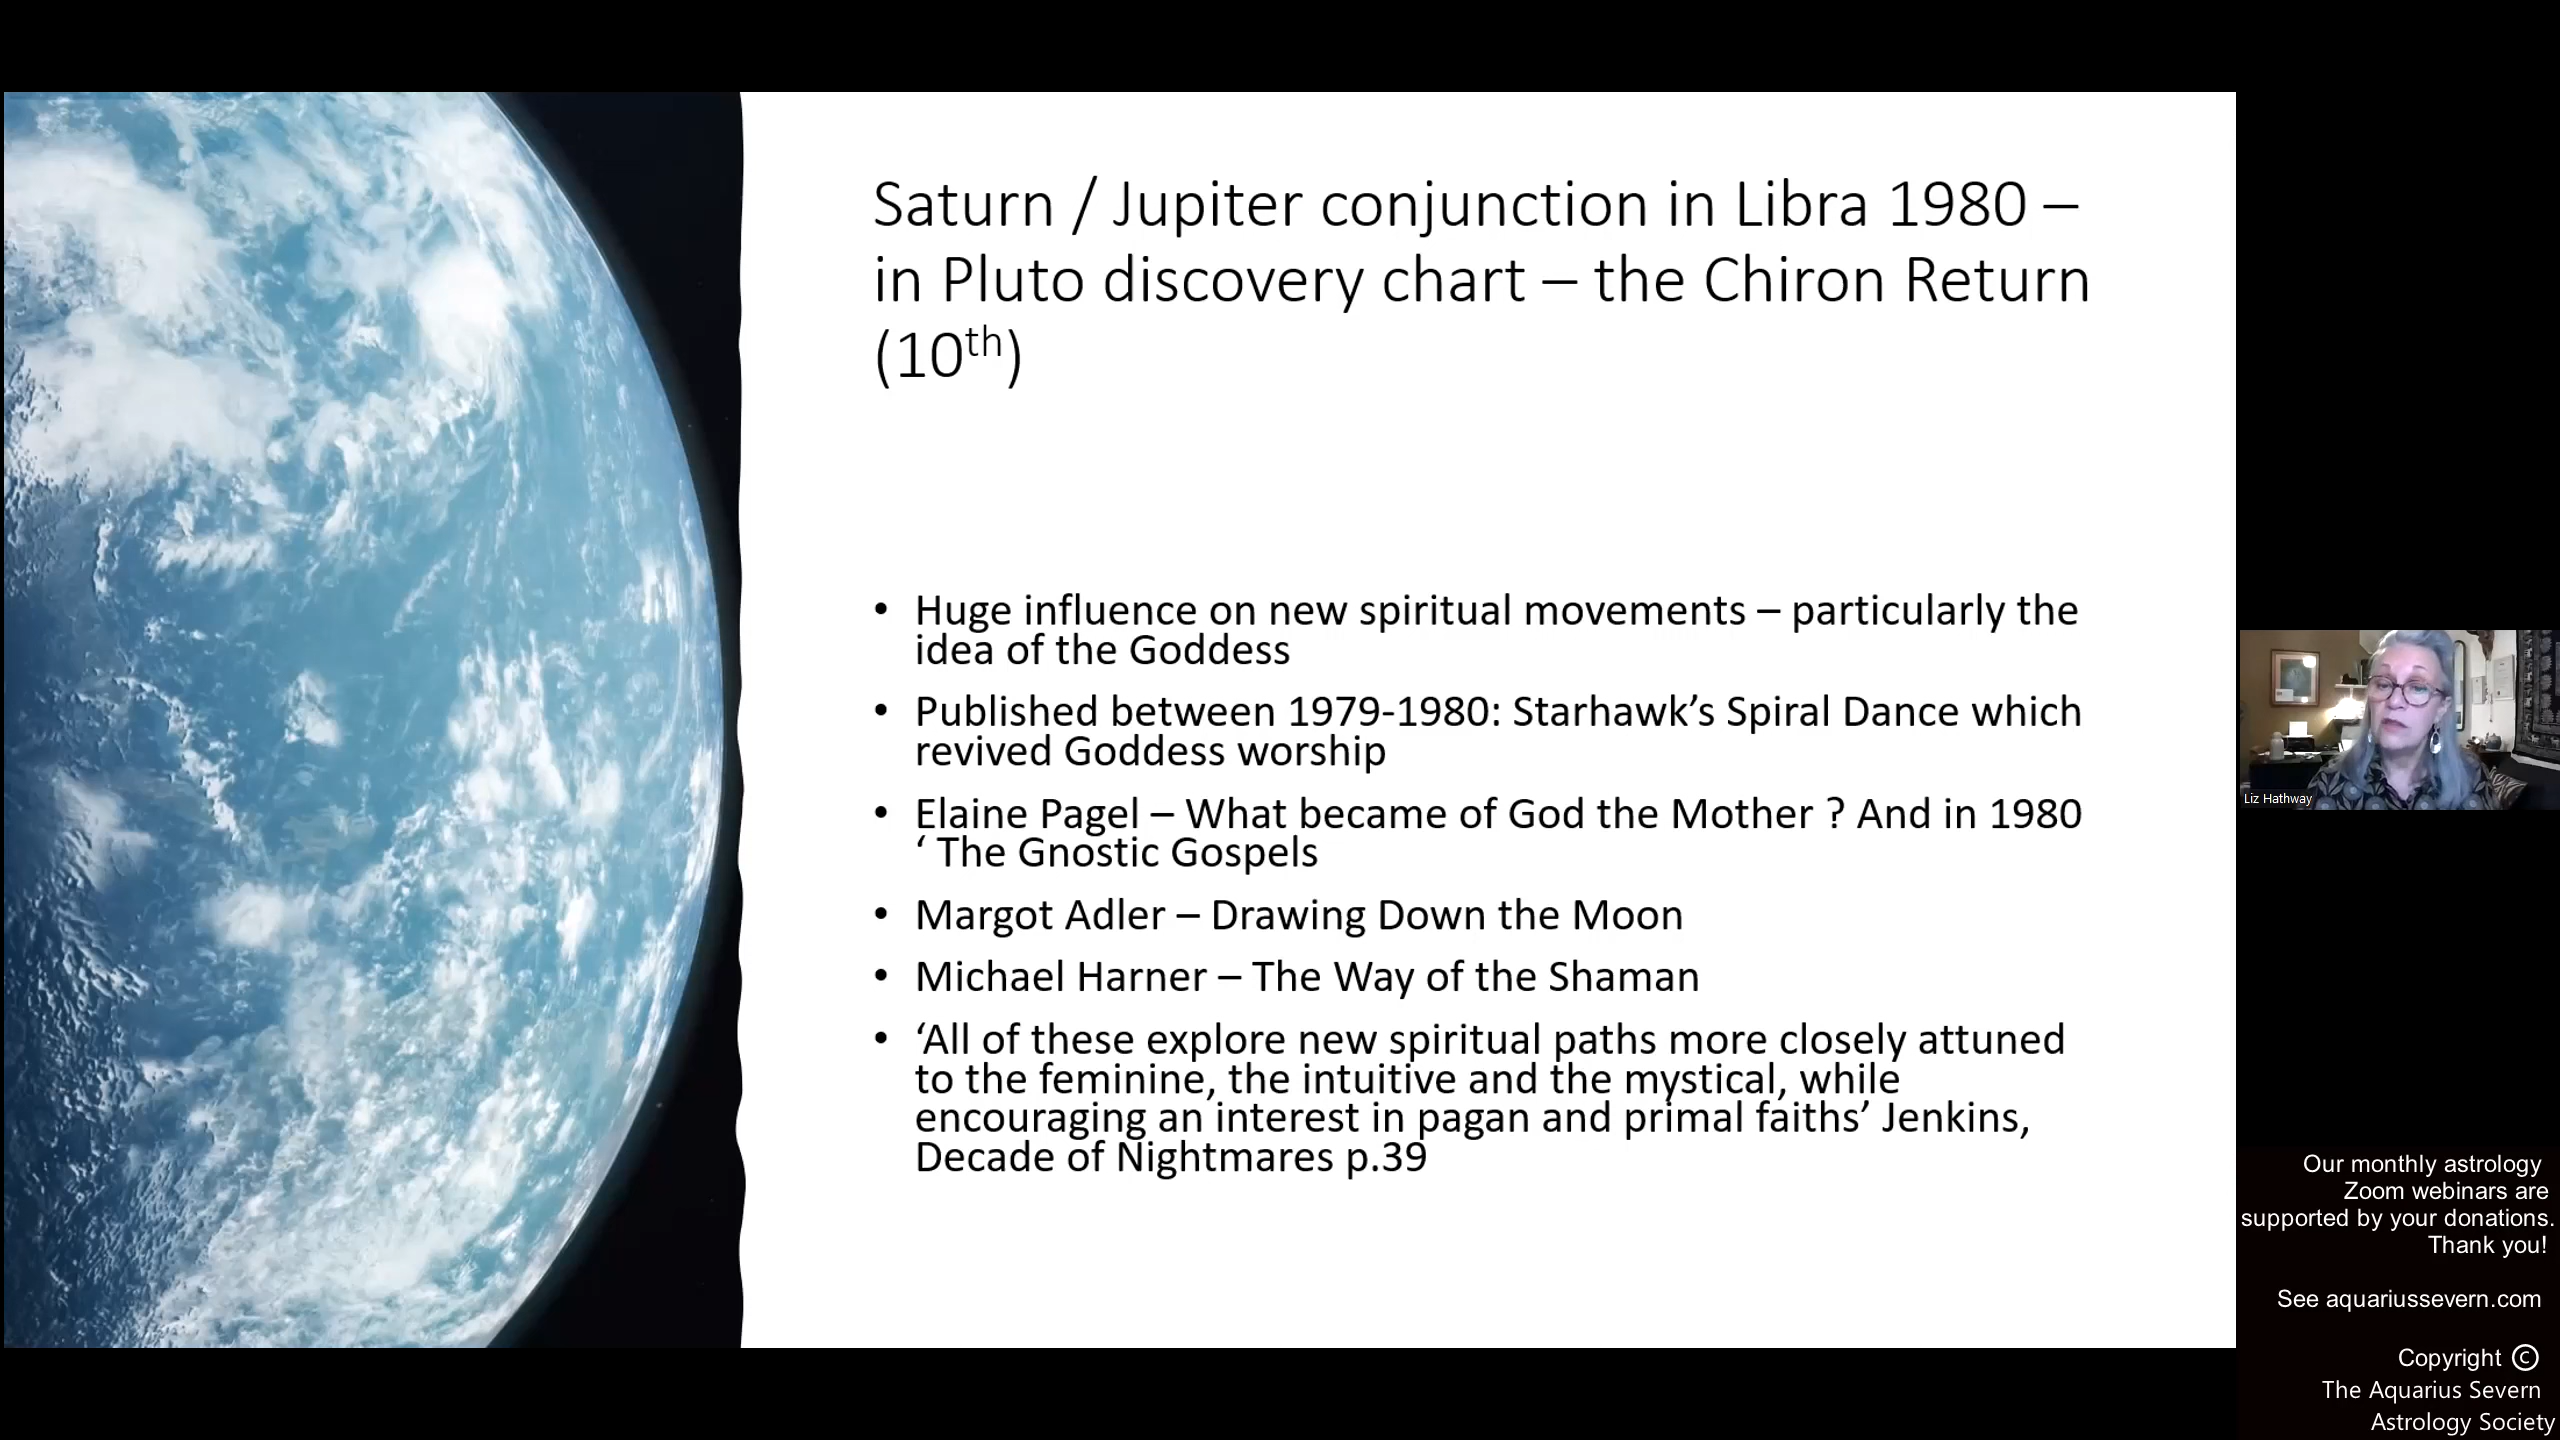 Saturn / Jupiter conjunction in Libra 1980 –
in Pluto discovery chart – the Chiron Return
(10th)
• Huge influence on new spiritual movements – particularly the
idea of the Goddess
• Published between 1979-1980: Starhawk’s Spiral Dance which
revived Goddess worship
• Elaine Pagel – What became of God the Mother ? And in 1980
‘ The Gnostic Gospels
• Margot Adler – Drawing Down the Moon
• Michael Harner – The Way of the Shaman
• ‘All of these explore new spiritual paths more closely attuned
to the feminine, the intuitive and the mystical, while
encouraging an interest in pagan and primal faiths’ Jenkins,
Decade of Nightmares p.39
Liz Hathway
Our monthly astrology
Zoom webinars are
supported by your donations.
Thank you!
See aquariussevern.com
Copyright ©
The Aquarius Severn
Astrology Society